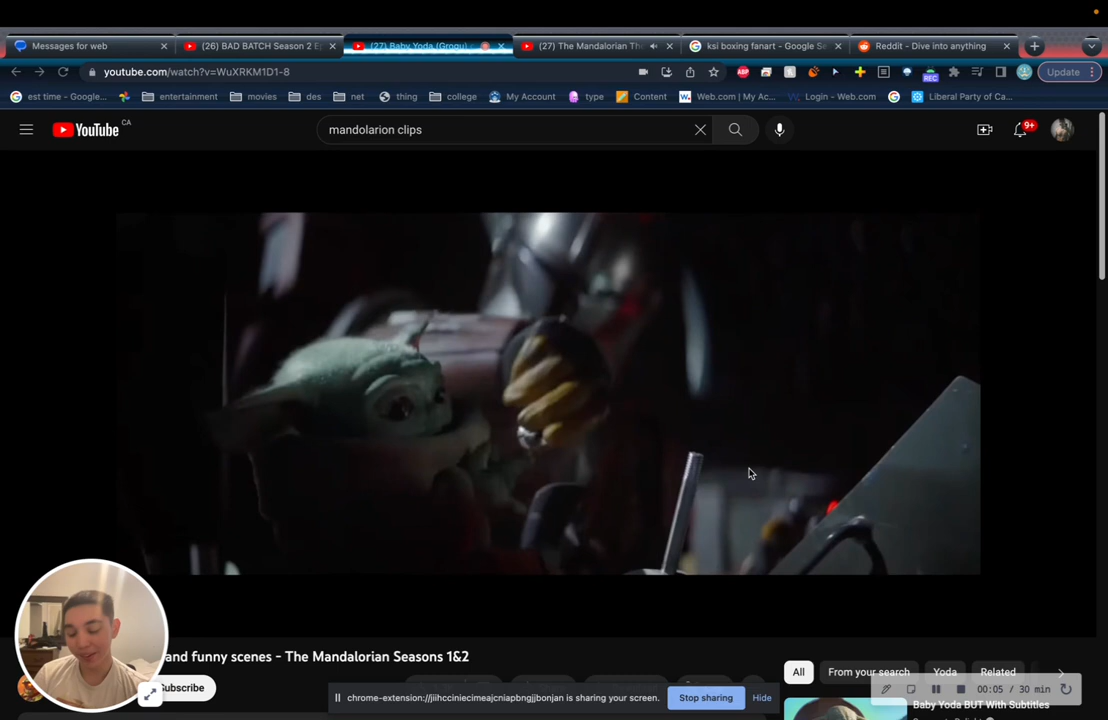 Messages for web
(26) BAD BATCH Season 2 E
(27) Baby Yoda (Grogu)
(27) The Mandalorian The
ksi boxing fanart - Google Se
Reddit - Dive into anything
youtube.com/watch?v=WuXRKM1D1-8
ABP
REC
Update
est time - Google...
entertainment
movies
des
net
thing
college
My Account
type
Content
Web.com | My Ac...
Login - Web.com
Liberal Party of Ca...
YouTube CA
mandolarion clips
9+
and funny scenes - The Mandalorian Seasons 1&2
Subscribe
All
From your search
Yoda
Related
chrome-extension://jiihcciniecimeajcniapbngjjbonjan is sharing your screen.
Stop sharing
Hide
00:05 / 30 min
Baby Yoda BUT With Subtitles